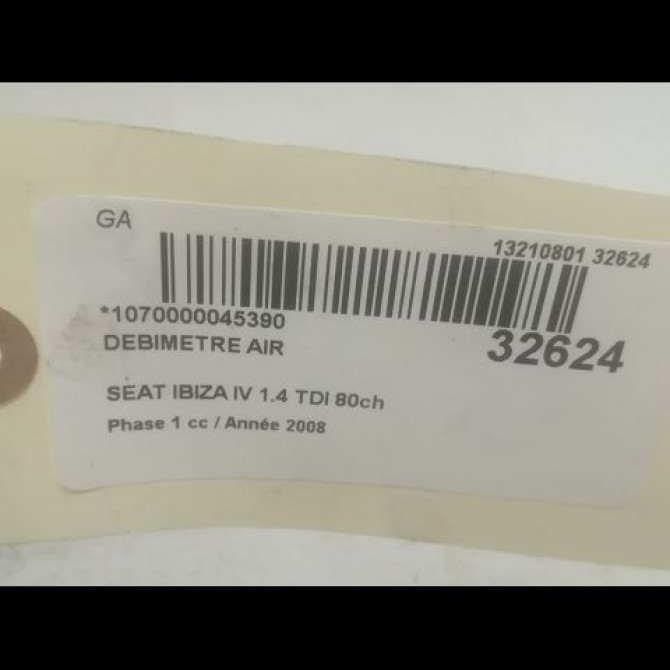 GA
13210801 32624
*1070000045390
32624
DEBIMETRE AIR
SEAT IBIZA IV 1.4 TDI 80ch
Phase 1 cc / Année 2008